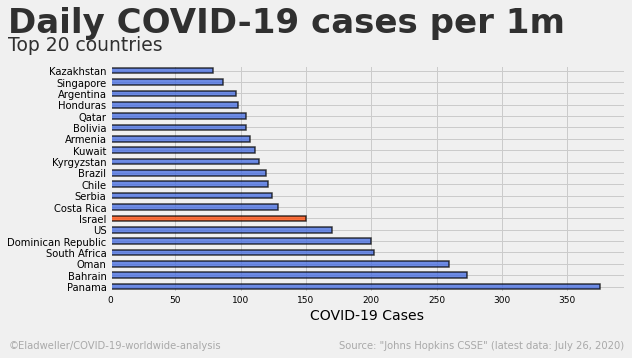 Daily COVID-19 cases per 1m
Top 20 countries
Kazakhstan
Singapore
Argentina
Honduras
Qatar
Bolivia
Armenia
Kuwait
Kyrgyzstan
Brazil
Chile
Serbia
Costa Rica
Israel
US
Dominican Republic
South Africa
Oman
Bahrain
Panama
0 50 100 150 200 250 300 350
COVID-19 Cases
©Eladweller/COVID-19-worldwide-analysis
Source: "Johns Hopkins CSSE" (latest data: July 26, 2020)